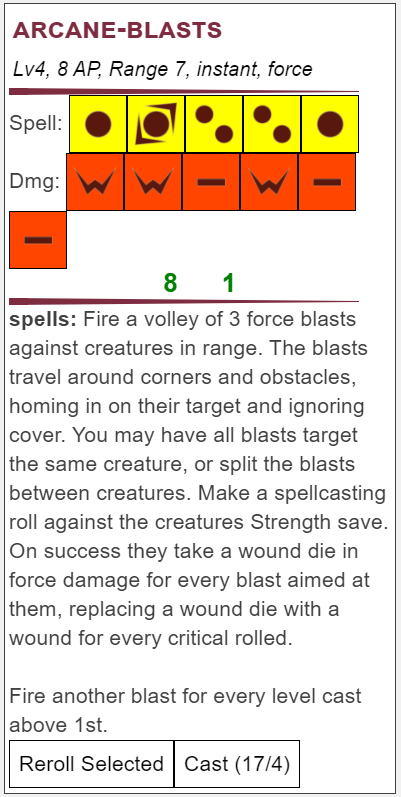 ARCANE-BLASTS
Lv4, 8 AP, Range 7, instant, force
Spell:
Dmg:
8 1
spells: Fire a volley of 3 force blasts
against creatures in range. The blasts
travel around corners and obstacles,
homing in on their target and ignoring
cover. You may have all blasts target
the same creature, or split the blasts
between creatures. Make a spellcasting
roll against the creatures Strength save.
On success they take a wound die in
force damage for every blast aimed at
them, replacing a wound die with a
wound for every critical rolled.
Fire another blast for every level cast
above 1st.
Reroll Selected Cast (17/4)